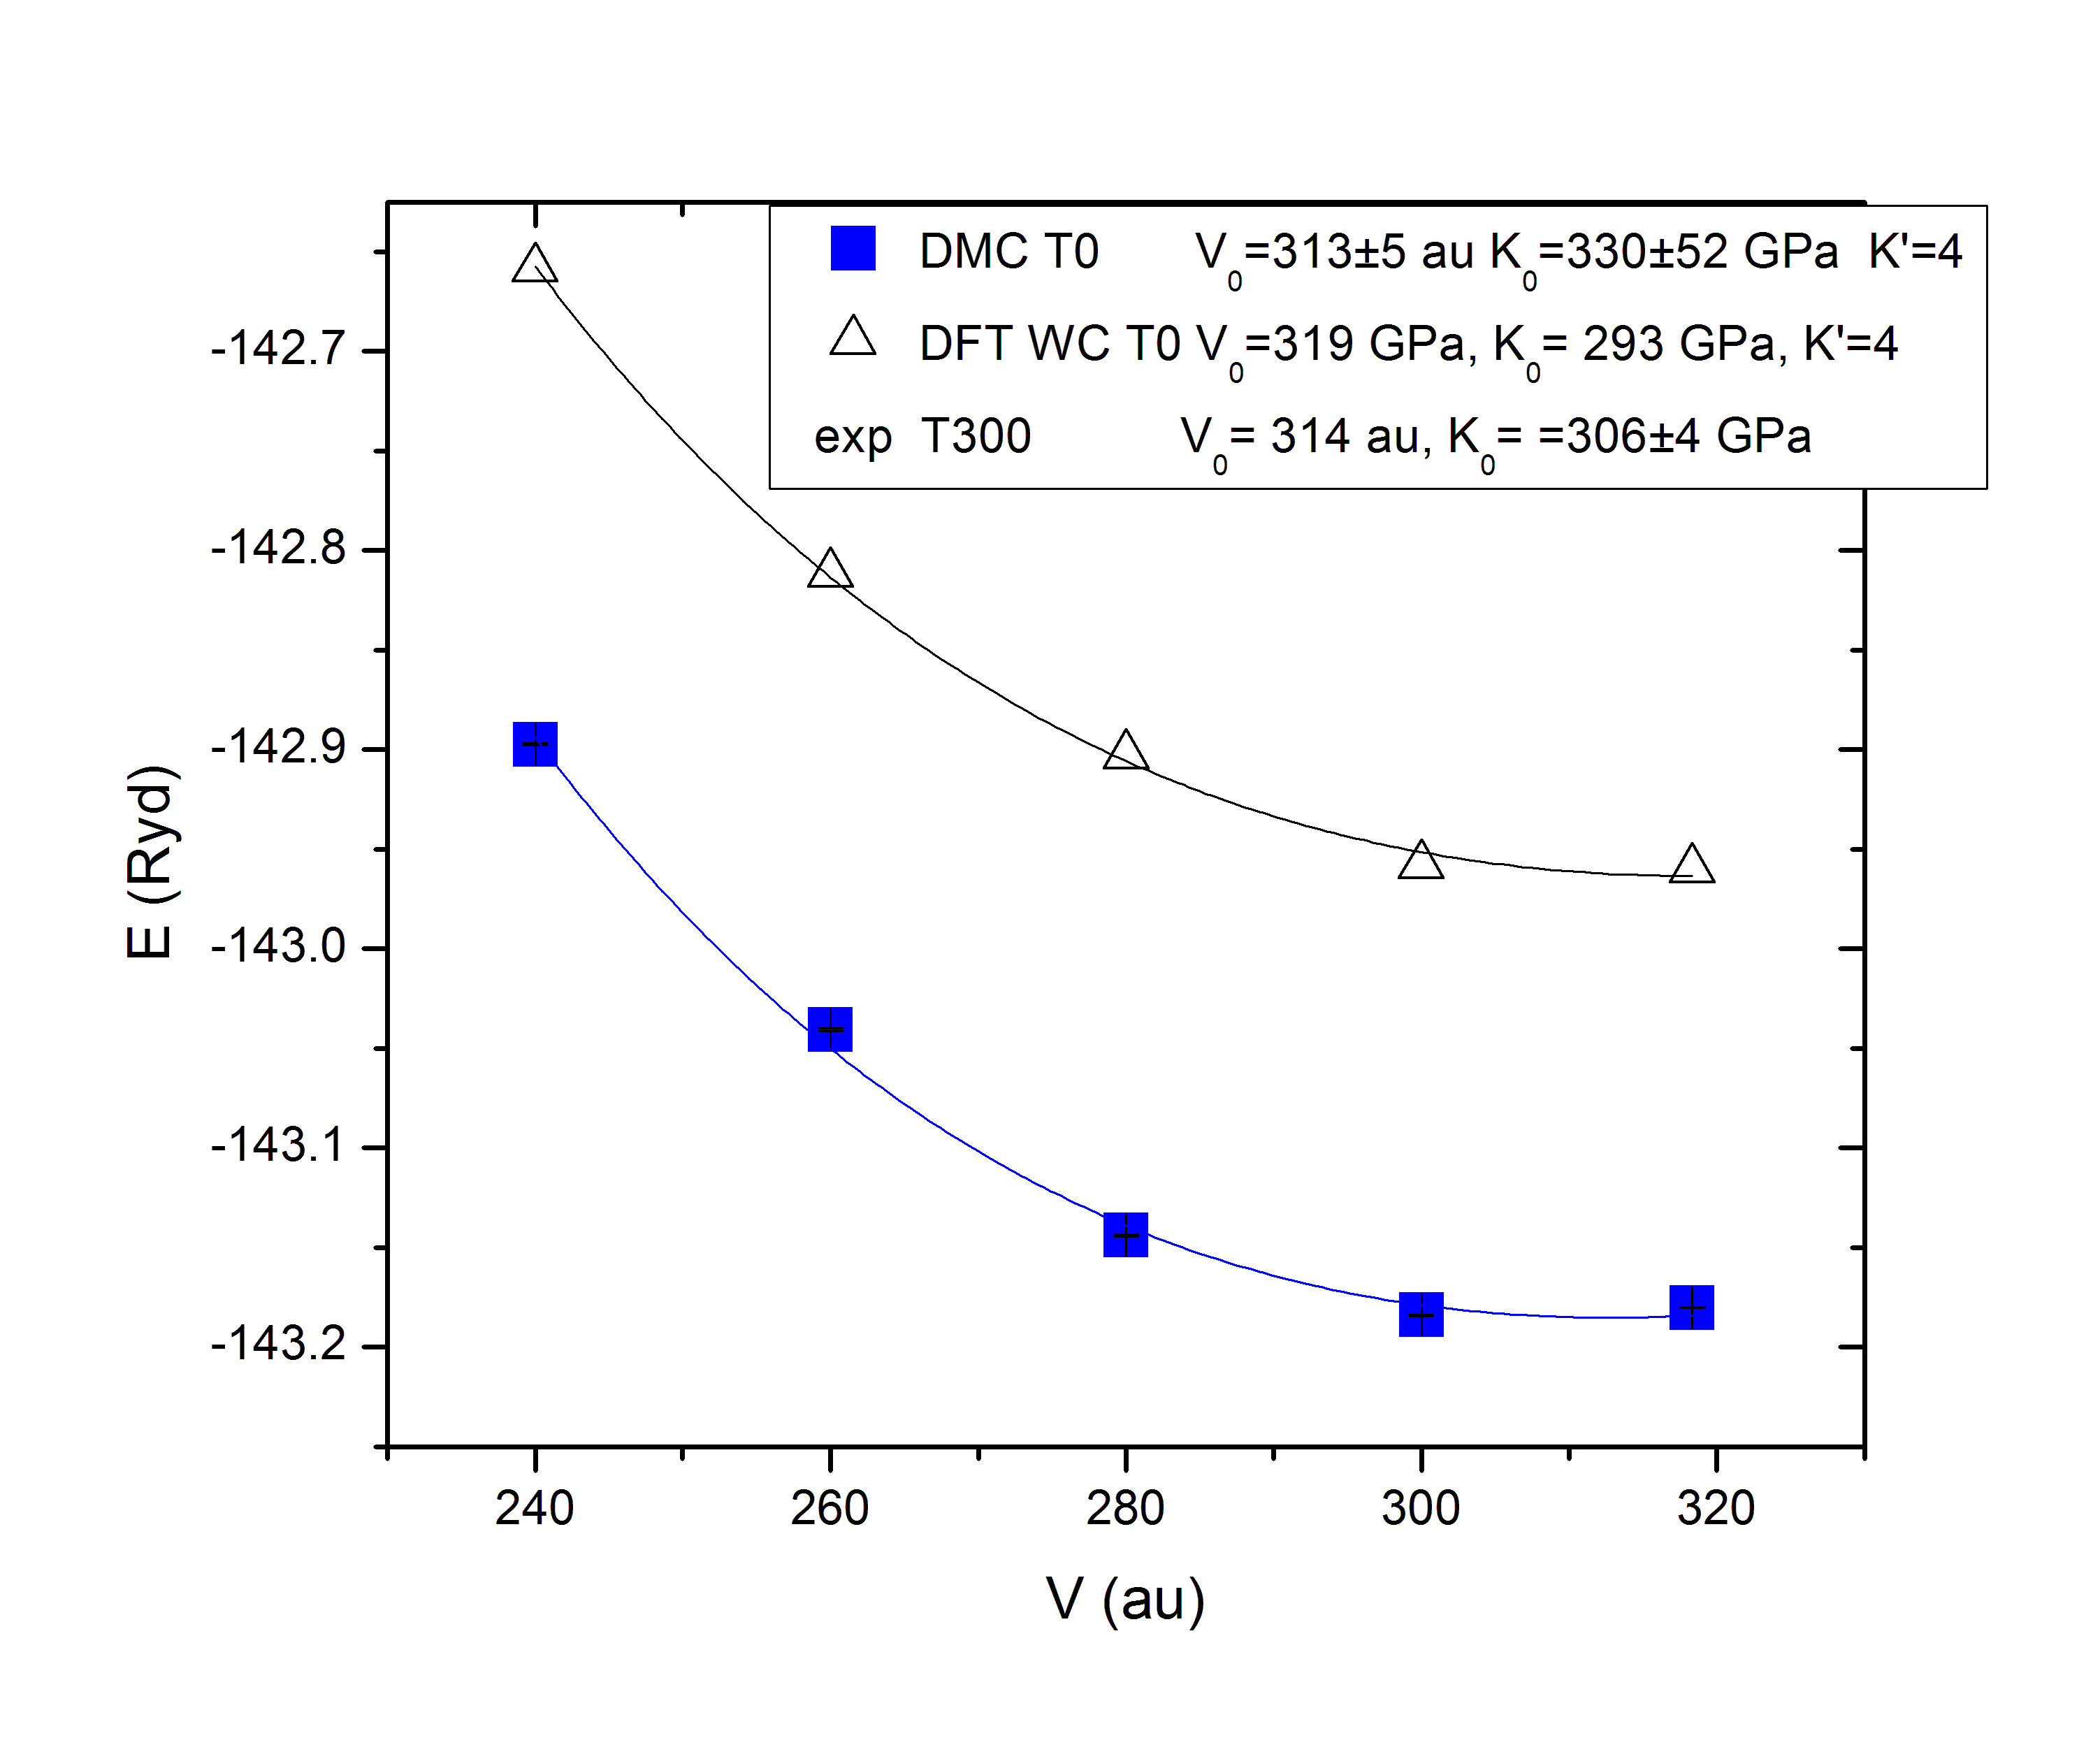 DMC T0 V0=313±5 au K0=330±52 GPa K'=4
DFT WC T0 V0=319 GPa, K0= 293 GPa, K'=4
exp T300 V0= 314 au, K0= =306±4 GPa
-142.7
-142.8
-142.9
-143.0
-143.1
-143.2
E (Ryd)
240 260 280 300 320
V (au)